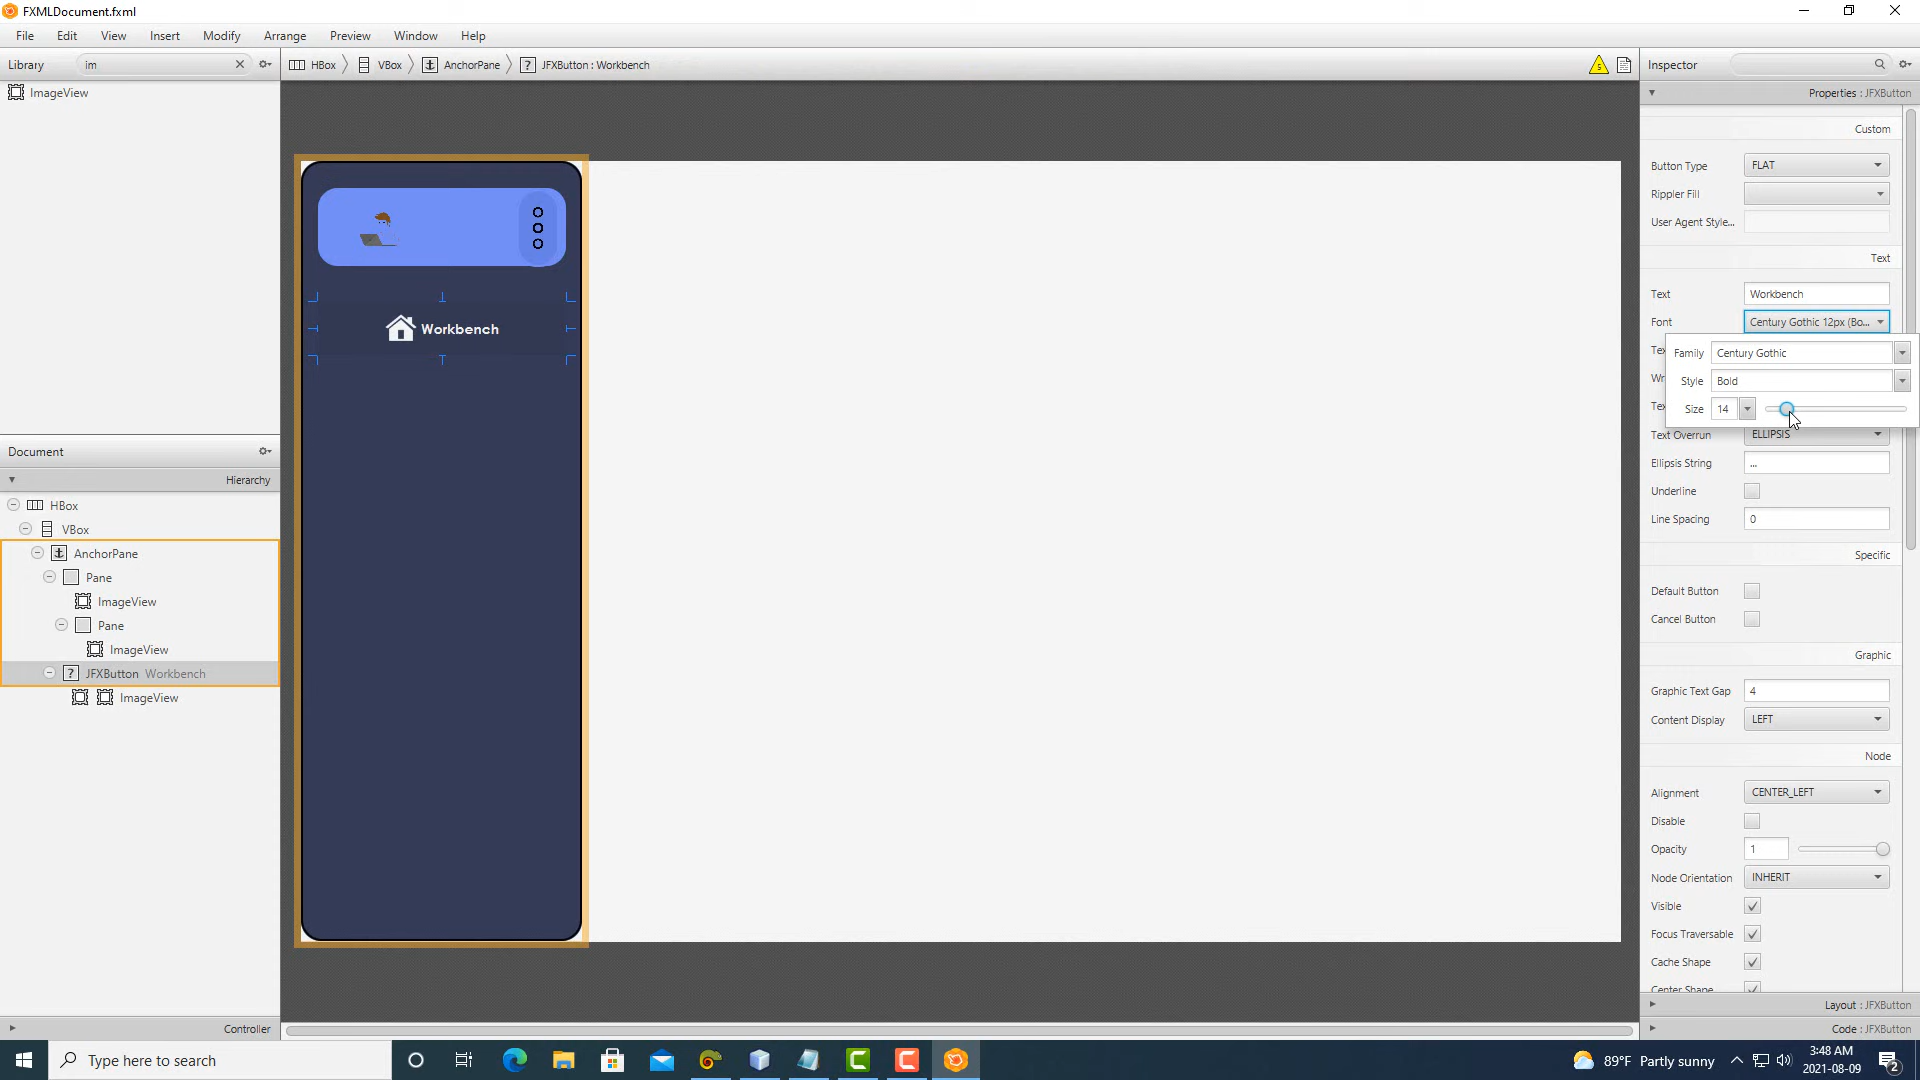 FXMLDocument.fxml
File Edit View Insert Modify Arrange Preview Window Help
Library im
HBox VBox AnchorPane ? JFXButton : Workbench
Inspector
ImageView
Properties : JFXButton
Custom
Button Type FLAT
Rippler Fill
User Agent Style...
Text
Text Workbench
Font Century Gothic 12px (Bo...
Family Century Gothic
Style Bold
Size 14
Text Overrun ELLIPSIS
Ellipsis String ...
Underline
Line Spacing 0
Specific
Default Button
Cancel Button
Graphic
Graphic Text Gap 4
Content Display LEFT
Node
Alignment CENTER_LEFT
Disable
Opacity 1
Node Orientation INHERIT
Visible
Focus Traversable
Cache Shape
Center Shape
Layout : JFXButton
Code : JFXButton
Workbench
Document
Hierarchy
HBox
VBox
AnchorPane
Pane
ImageView
Pane
ImageView
? JFXButton Workbench
ImageView
Controller
Type here to search
89°F Partly sunny
3:48 AM
2021-08-09
2